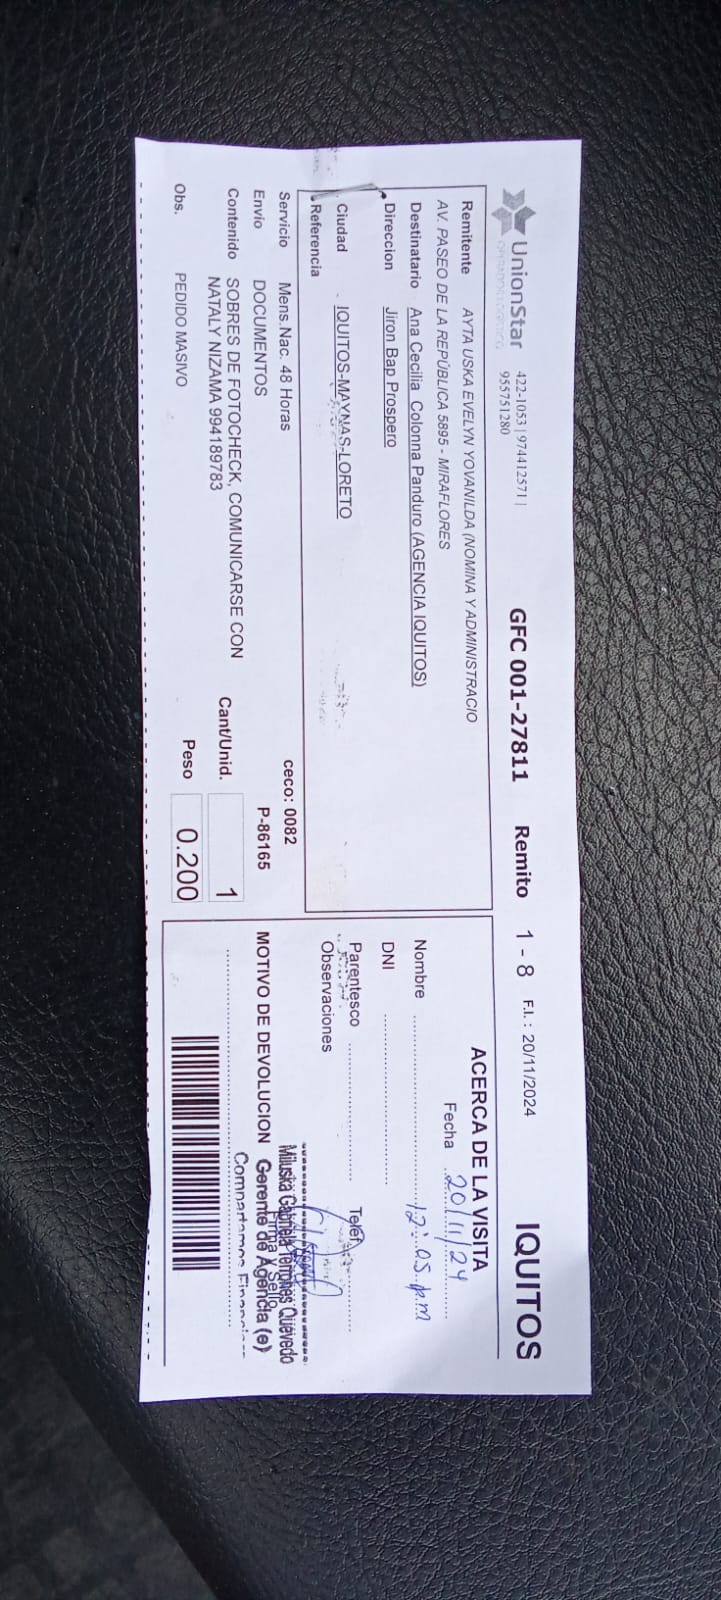 UnionStar
OPERADOR LOGISTICO
422-1053 | 974412571 |
955751280
GFC 001-27811
Remito 1 - 8
F.I. : 20/11/2024
IQUITOS
Remitente AYTA USKA EVELYN YOVANILDA (NOMINA Y ADMINISTRACIO
AV. PASEO DE LA REPÚBLICA 5895 - MIRAFLORES
Destinatario Ana Cecilia Colonna Panduro (AGENCIA IQUITOS)
Direccion Jiron Bap Prospero
Ciudad IQUITOS-MAYNAS-LORETO
Referencia
Servicio Mens.Nac. 48 Horas
ceco: 0082
Envio DOCUMENTOS
P-86165
Contenido SOBRES DE FOTOCHECK, COMUNICARSE CON
NATALY NIZAMA 994189783
Cant/Unid. 1
Obs. PEDIDO MASIVO
Peso 0.200
ACERCA DE LA VISITA
Fecha 20/11/24
Nombre 12:05 p.m
DNI
Parentesco Telef.
Observaciones
Firma y Sello
MOTIVO DE DEVOLUCION
Miluska Gabriela Quevedo
Gerente de Agencia (e)
Compartamos Financiera